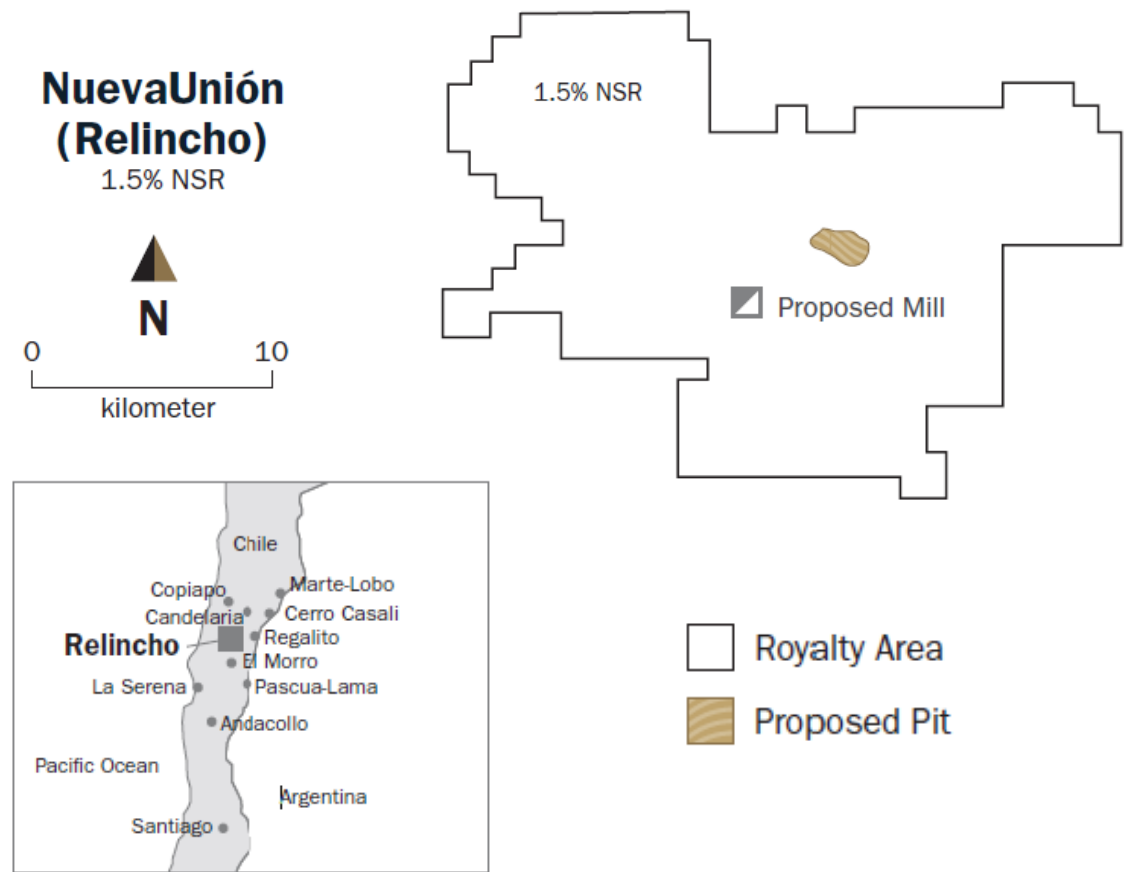 NuevaUnión
(Relincho)
1.5% NSR
N
0 10
kilometer
1.5% NSR
Proposed Mill
Chile
Copiapo
Marte-Lobo
Candelaria
Cerro Casali
Relincho
Regalito
El Morro
La Serena
Pascua-Lama
Andacollo
Pacific Ocean
Argentina
Santiago
Royalty Area
Proposed Pit